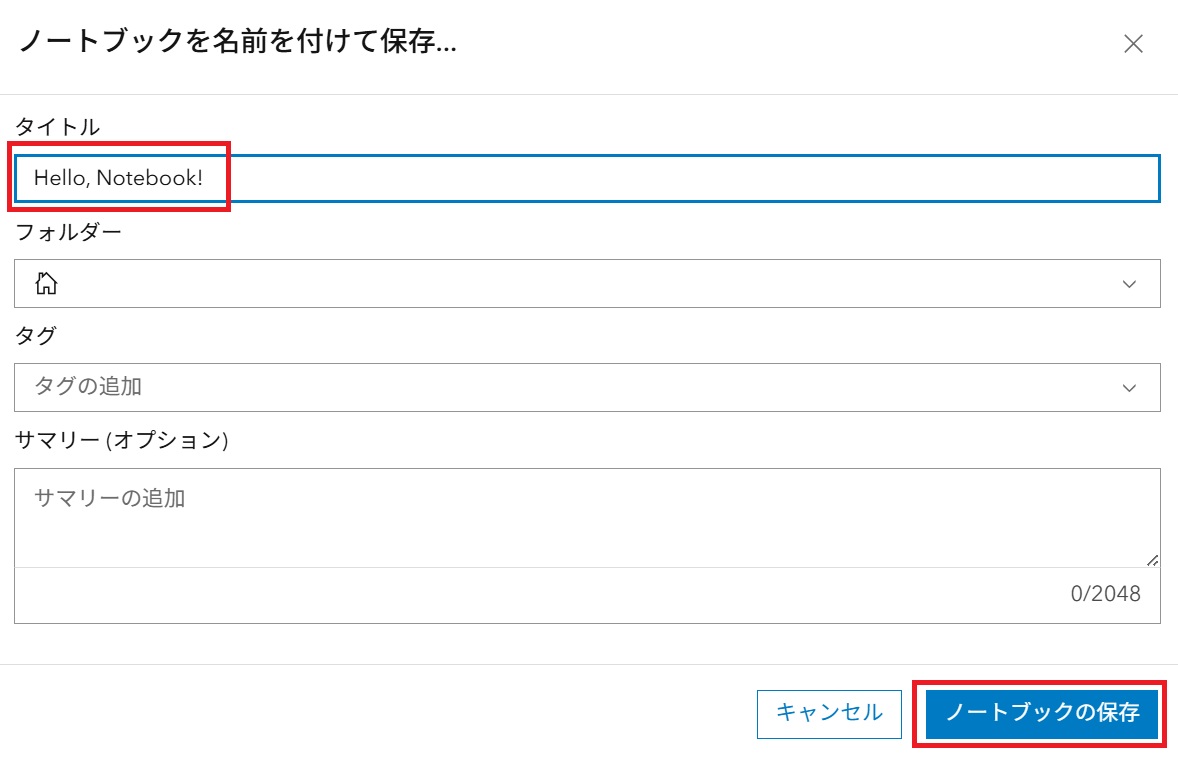 ノートブックを名前を付けて保存...
タイトル
Hello, Notebook!
フォルダー
タグ
タグの追加
サマリー (オプション)
サマリーの追加
0/2048
キャンセル
ノートブックの保存